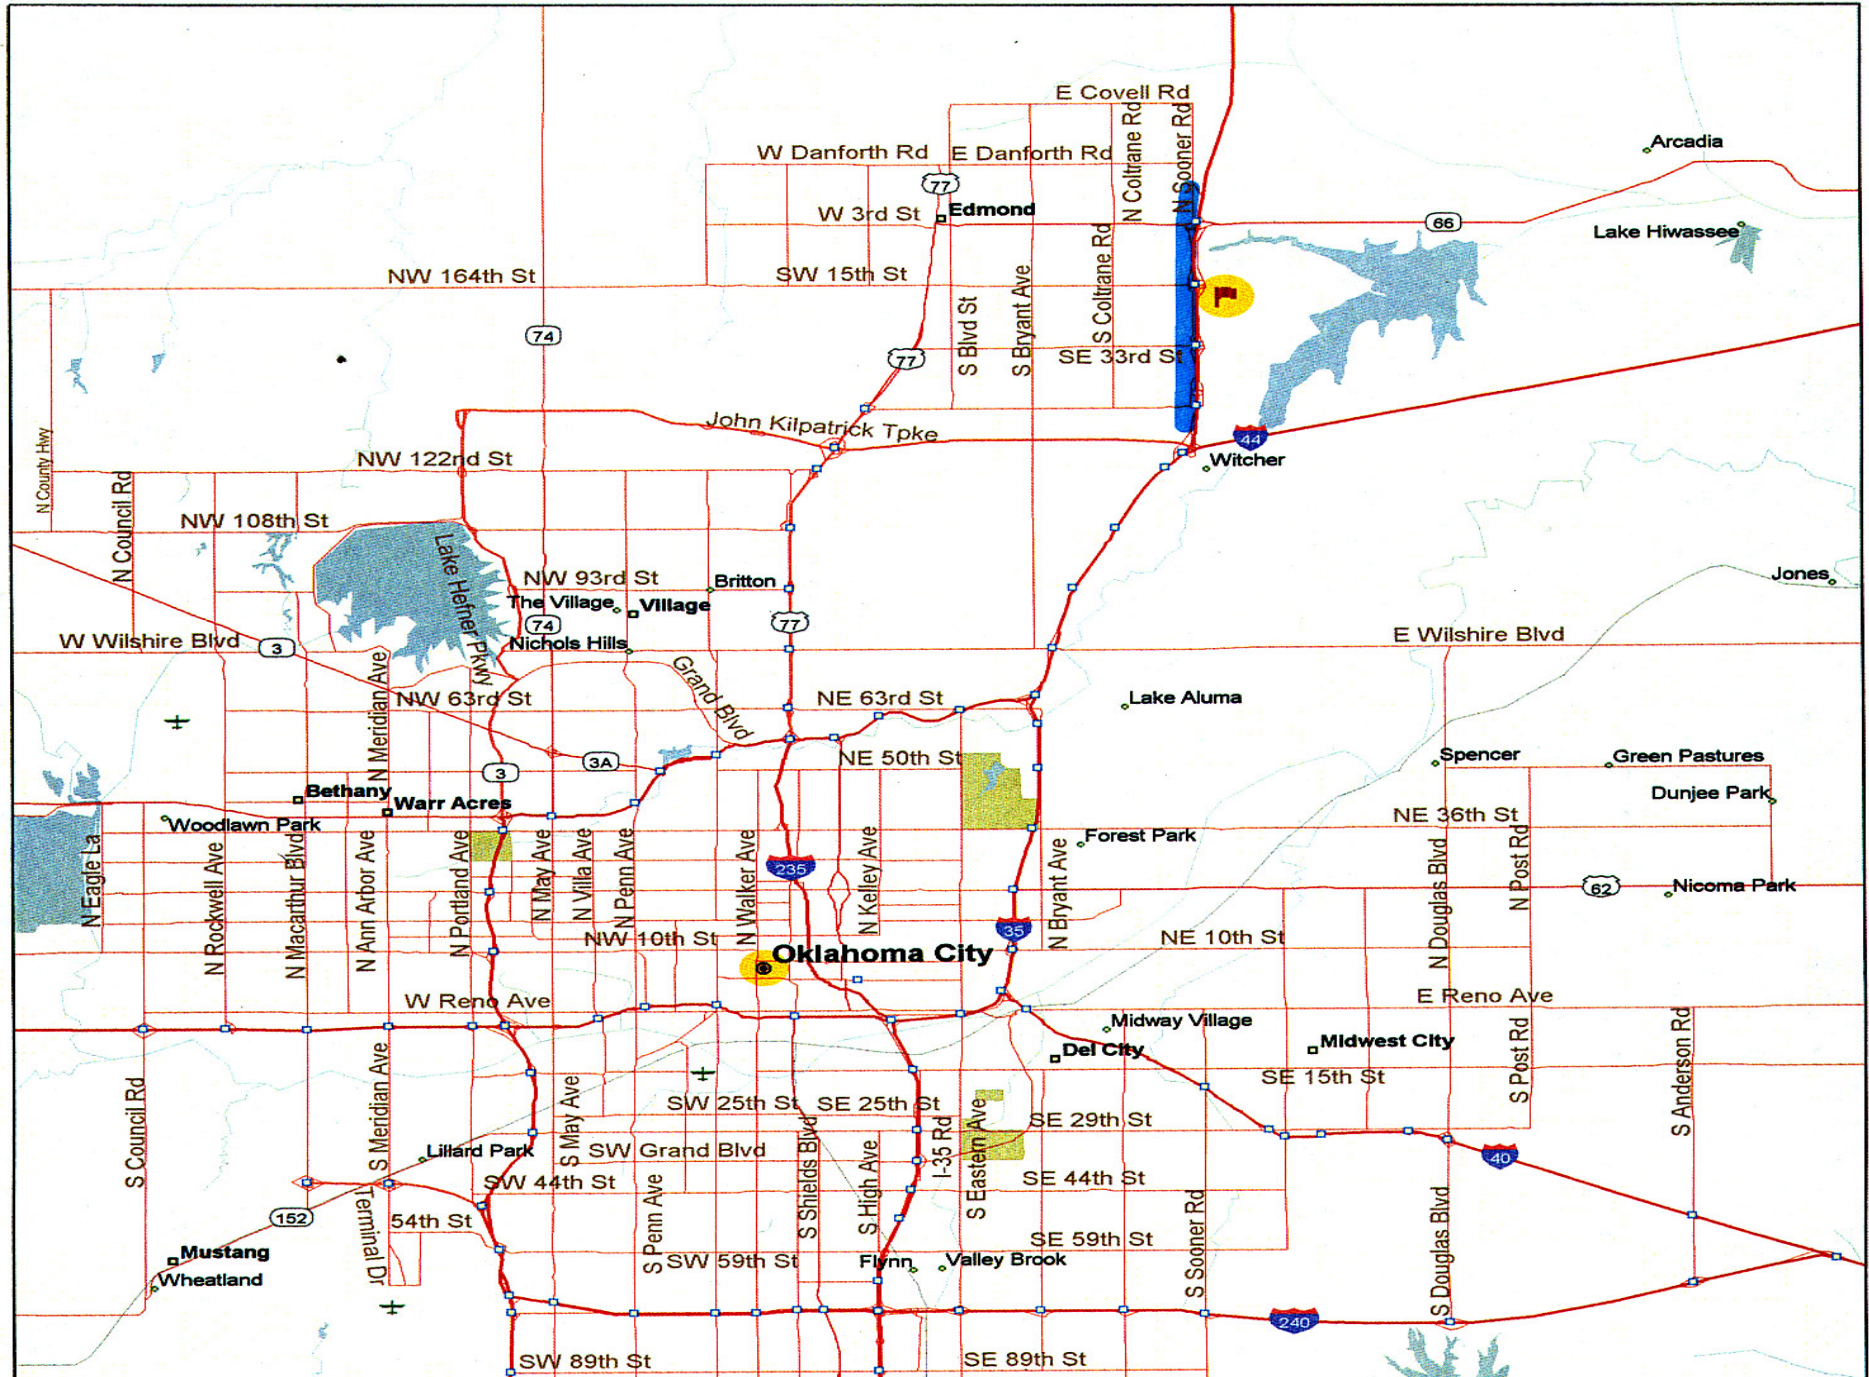 E Covell Rd
N Coltrane Rd
N Sooner Rd
Arcadia
W Danforth Rd
E Danforth Rd
77
W 3rd St
Edmond
66
Lake Hiwassee
NW 164th St
SW 15th St
S Coltrane Rd
S Bryant Ave
S Blvd St
74
77
SE 33rd St
John Kilpatrick Tpke
44
Witcher
NW 122nd St
N County Hwy
N Council Rd
NW 108th St
Lake Hefner Pkwy
NW 93rd St
Britton
Jones
The Village
Village
74
77
W Wilshire Blvd
3
Nichols Hills
E Wilshire Blvd
Grand Blvd
N Meridian Ave
NW 63rd St
NE 63rd St
Lake Aluma
3
3A
NE 50th St
Spencer
Green Pastures
Bethany
Warr Acres
Dunjee Park
Woodlawn Park
NE 36th St
Forest Park
N Eagle La
N Rockwell Ave
N Macarthur Blvd
N Ann Arbor Ave
N Portland Ave
N May Ave
N Villa Ave
N Penn Ave
N Walker Ave
235
N Kelley Ave
35
N Bryant Ave
N Douglas Blvd
N Post Rd
62
Nicoma Park
NW 10th St
Oklahoma City
NE 10th St
W Reno Ave
E Reno Ave
Midway Village
Del City
Midwest City
SE 15th St
S Post Rd
S Anderson Rd
S Council Rd
S Meridian Ave
S May Ave
SW 25th St
SE 25th St
SE 29th St
Lillard Park
SW Grand Blvd
S Shields Blvd
S High Ave
I-35 Rd
S Eastern Ave
40
SW 44th St
SE 44th St
152
Terminal Dr
54th St
S Penn Ave
S Sooner Rd
S Douglas Blvd
Mustang
Wheatland
SW 59th St
SE 59th St
Flynn
Valley Brook
240
SW 89th St
SE 89th St